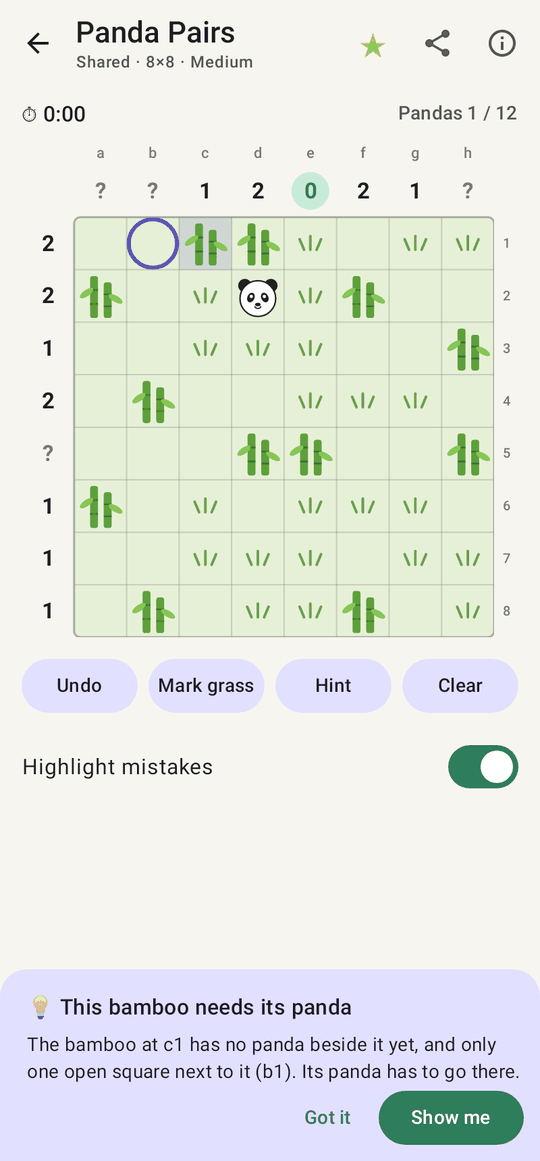 Panda Pairs
Shared · 8×8 · Medium
0:00
Pandas 1 / 12
a b c d e f g h
? ? 1 2 0 2 1 ?
2 1
2 2
1 3
2 4
? 5
1 6
1 7
1 8
Undo
Mark grass
Hint
Clear
Highlight mistakes
This bamboo needs its panda
The bamboo at c1 has no panda beside it yet, and only
one open square next to it (b1). Its panda has to go there.
Got it
Show me